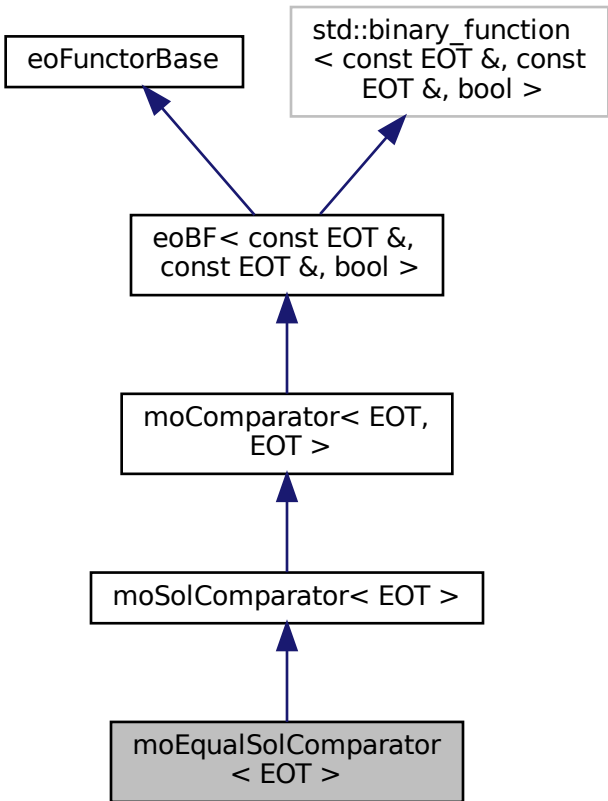 eoFunctorBase
std::binary_function
< const EOT &, const
EOT &, bool >
eoBF< const EOT &,
const EOT &, bool >
moComparator< EOT,
EOT >
moSolComparator< EOT >
moEqualSolComparator
< EOT >